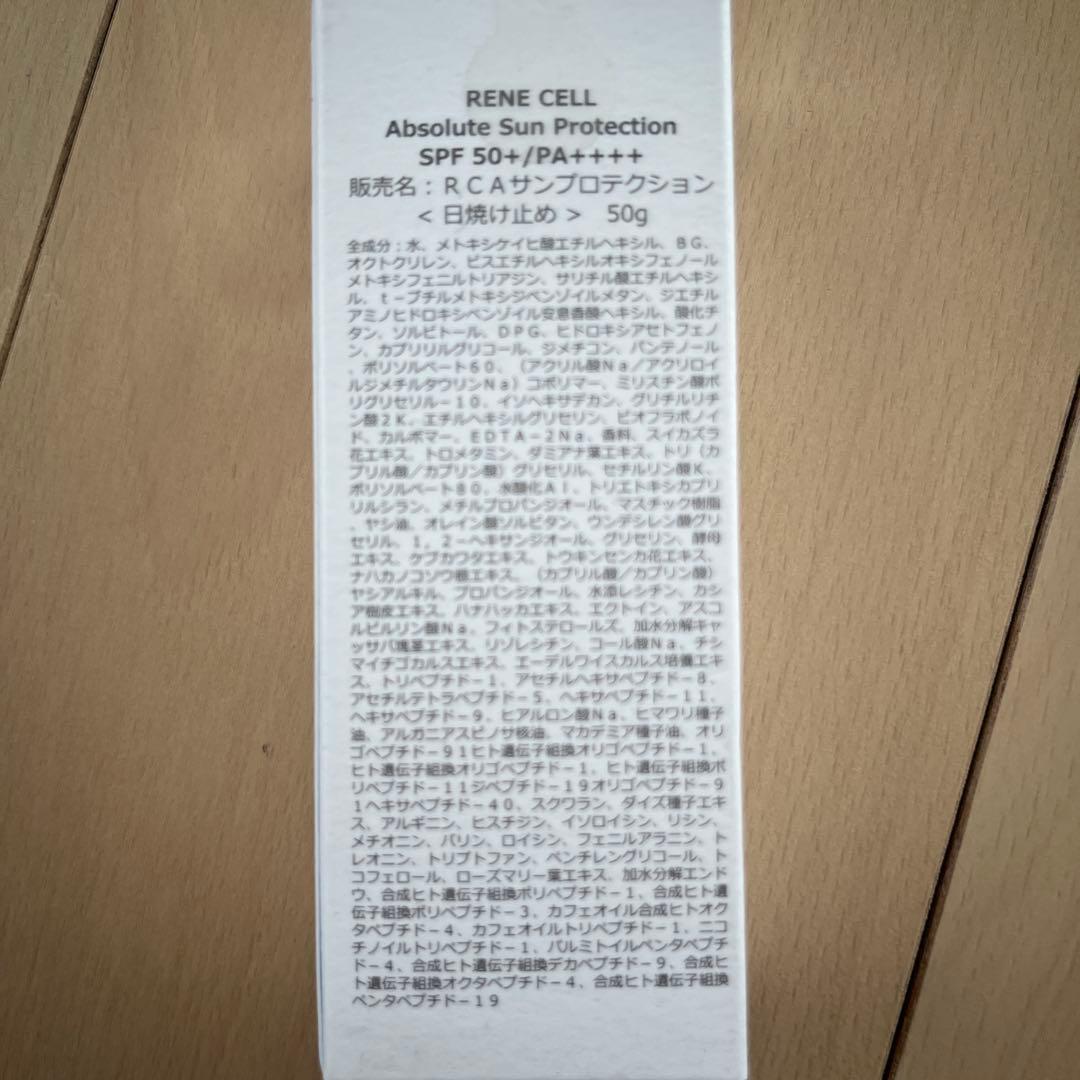 RENE CELL
Absolute Sun Protection
SPF 50+/PA++++
販売名：ＲＣＡサンプロテクション
＜日焼け止め＞　50g
全成分：水、メトキシケイヒ酸エチルヘキシル、ＢＧ、
オクトクリレン、ビスエチルヘキシルオキシフェノール
メトキシフェニルトリアジン、サリチル酸エチルヘキシ
ル、ｔ－ブチルメトキシジベンゾイルメタン、ジエチル
アミノヒドロキシベンゾイル安息香酸ヘキシル、酸化チ
タン、ソルビトール、ＤＰＧ、ヒドロキシアセトフェノ
ン、カプリリルグリコール、ジメチコン、パンテノール
、ポリソルベート６０、（アクリル酸Ｎａ／アクリロイ
ルジメチルタウリンＮａ）コポリマー、ミリスチン酸ポ
リグリセリル－１０、イソヘキサデカン、グリチルリチ
ン酸２Ｋ、エチルヘキシルグリセリン、ビオフラボノイ
ド、カルボマー、ＥＤＴＡ－２Ｎａ、香料、スイカズラ
花エキス、トロメタミン、ダミアナ葉エキス、トリ（カ
プリル酸／カプリン酸）グリセリル、セチルリン酸Ｋ、
ポリソルベート８０、水酸化Ａｌ、トリエトキシカプリ
リルシラン、メチルプロパンジオール、マスチック樹脂
、ヤシ油、オレイン酸ソルビタン、ウンデシレン酸グリ
セリル、１，２－ヘキサンジオール、グリセリン、酵母
エキス、ケブカワタエキス、トウキンセンカ花エキス、
ナハカノコソウ根エキス、（カプリル酸／カプリン酸）
ヤシアルキル、プロパンジオール、水添レシチン、カシ
ア樹皮エキス、ハナハッカエキス、エクトイン、アスコ
ルビルリン酸Ｎａ、フィトステロールズ、加水分解キャ
ッサバ塊茎エキス、リゾレシチン、コール酸Ｎａ、チシ
マイチゴカルスエキス、エーデルワイスカルス培養エキ
ス、トリペプチド－１、アセチルヘキサペプチド－８、
アセチルテトラペプチド－５、ヘキサペプチド－１１、
ヘキサペプチド－９、ヒアルロン酸Ｎａ、ヒマワリ種子
油、アルガニアスピノサ核油、マカデミア種子油、オリ
ゴペプチド－９１ヒト遺伝子組換オリゴペプチド－１、
ヒト遺伝子組換オリゴペプチド－１、ヒト遺伝子組換ポ
リペプチド－１１ジペプチド－１９オリゴペプチド－９
１ヘキサペプチド－４０、スクワラン、ダイズ種子エキ
ス、アルギニン、ヒスチジン、イソロイシン、リシン、
メチオニン、バリン、ロイシン、フェニルアラニン、ト
レオニン、トリプトファン、ペンチレングリコール、ト
コフェロール、ローズマリー葉エキス、加水分解エンド
ウ、合成ヒト遺伝子組換ポリペプチド－１、合成ヒト遺
伝子組換ポリペプチド－３、カフェオイル合成ヒトオク
タペプチド－４、カフェオイルトリペプチド－１、ニコ
チノイルトリペプチド－１、パルミトイルペンタペプチ
ド－４、合成ヒト遺伝子組換デカペプチド－９、合成ヒ
ト遺伝子組換オクタペプチド－４、合成ヒト遺伝子組換
ペンタペプチド－１９